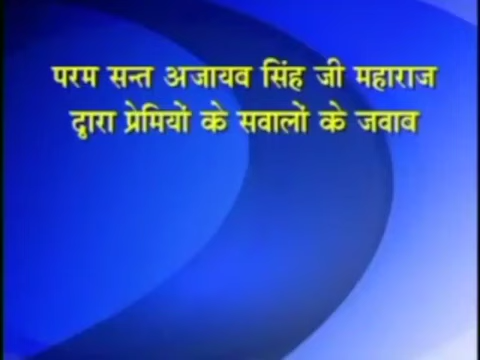 परम सन्त अजायव सिंह जी महाराज
द्वारा प्रेमियों के सवालों के जवाव